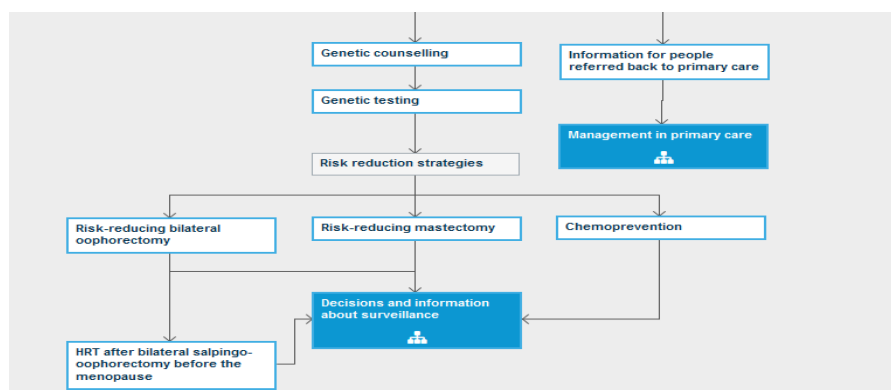 Genetic counselling
Information for people
referred back to primary care
Genetic testing
Management in primary care
Risk reduction strategies
Risk-reducing bilateral
oophorectomy
Risk-reducing mastectomy
Chemoprevention
Decisions and information
about surveillance
HRT after bilateral salpingo-
oophorectomy before the
menopause